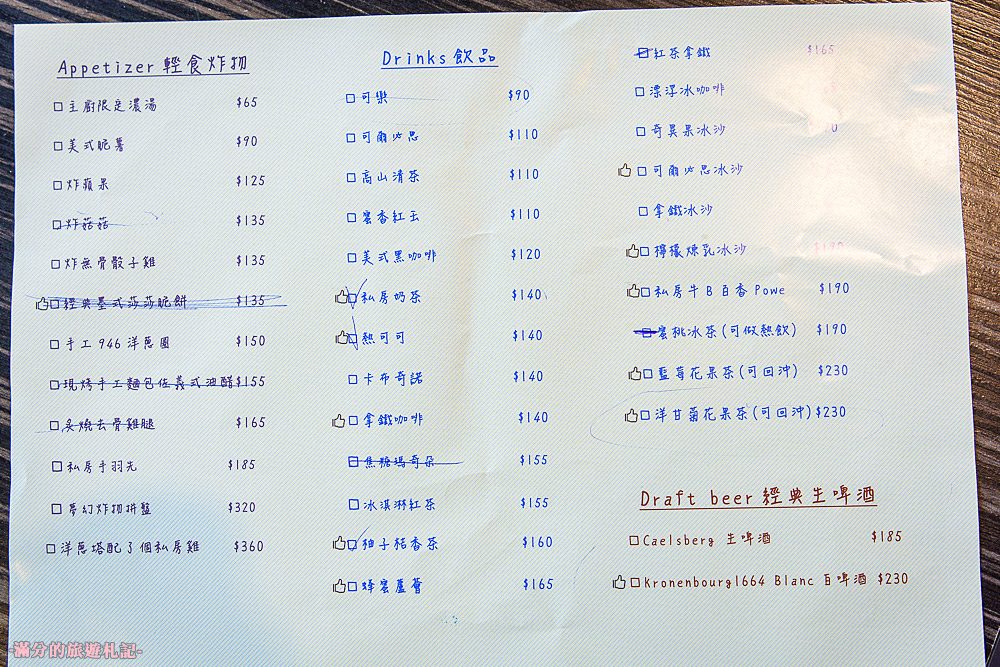 Appetizer 輕食炸物
主廚限定濃湯 $65
美式脆薯 $90
炸蘋果 $125
炸菇菇 $135
炸無骨骰子雞 $135
經典墨式莎莎脆餅 $135
手工946洋蔥圈 $150
現烤手工麵包佐義式油醋 $155
炙燒去骨雞腿 $165
私房手羽先 $185
夢幻炸物拼盤 $320
洋蔥塔配了個私房雞 $360
Drinks 飲品
可樂 $90
可爾必思 $110
高山清茶 $110
蜜香紅玉 $110
美式黑咖啡 $120
私房奶茶 $140
熱可可 $140
卡布奇諾 $140
拿鐵咖啡 $140
焦糖瑪奇朵 $155
冰淇淋紅茶 $155
柚子桔香茶 $160
蜂蜜蘆薈 $165
紅茶拿鐵 $165
漂浮冰咖啡
奇異果冰沙
可爾必思冰沙
拿鐵冰沙
檸檬煉乳冰沙 $190
私房牛B百香Powe $190
蜜桃冰茶(可做熱飲) $190
藍莓花果茶(可回沖) $230
洋甘菊花果茶(可回沖) $230
Draft beer 經典生啤酒
Caelsberg 生啤酒 $185
Kronenbourg1664 Blanc 白啤酒 $230
-滿分的旅遊札記-